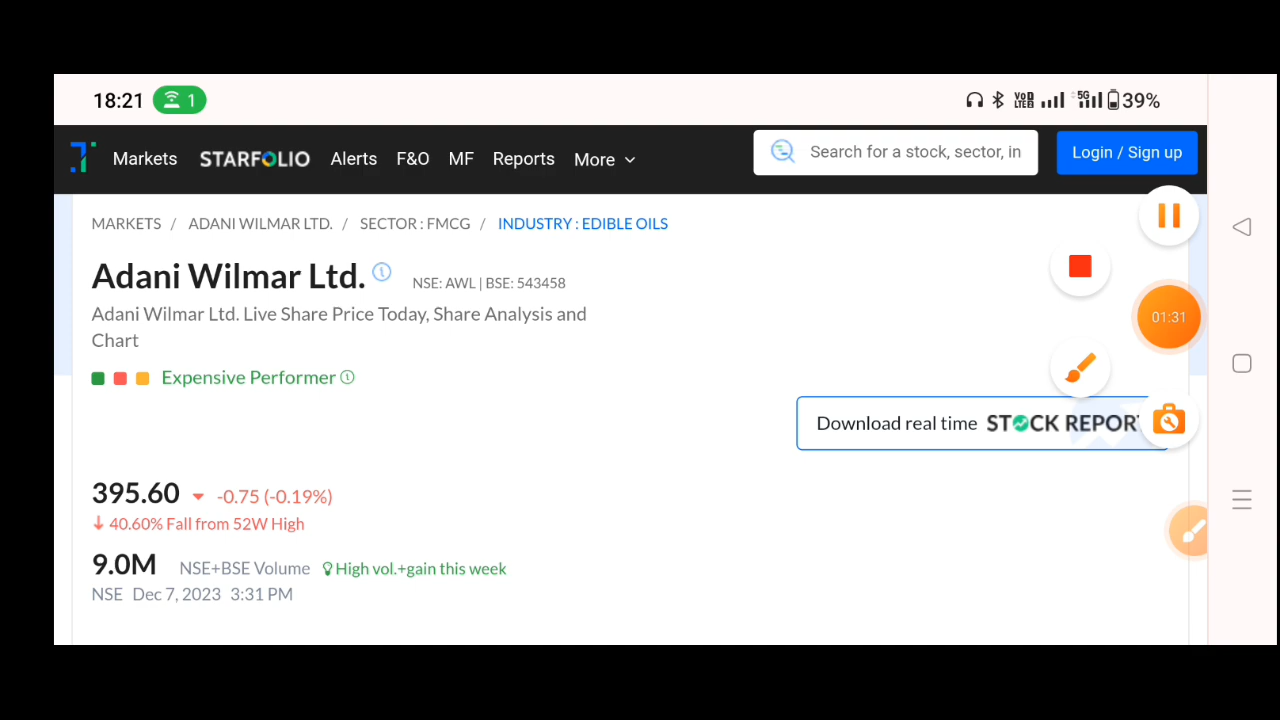 18:21 1 VoD LTED 5G 39%
Markets STARFOLIO Alerts F&O MF Reports More Search for a stock, sector, in Login / Sign up
MARKETS / ADANI WILMAR LTD. / SECTOR : FMCG / INDUSTRY : EDIBLE OILS
Adani Wilmar Ltd. NSE: AWL | BSE: 543458
Adani Wilmar Ltd. Live Share Price Today, Share Analysis and
Chart
01:31
Expensive Performer
Download real time STOCK REPOR
395.60 -0.75 (-0.19%)
40.60% Fall from 52W High
9.0M NSE+BSE Volume High vol.+gain this week
NSE Dec 7, 2023 3:31 PM